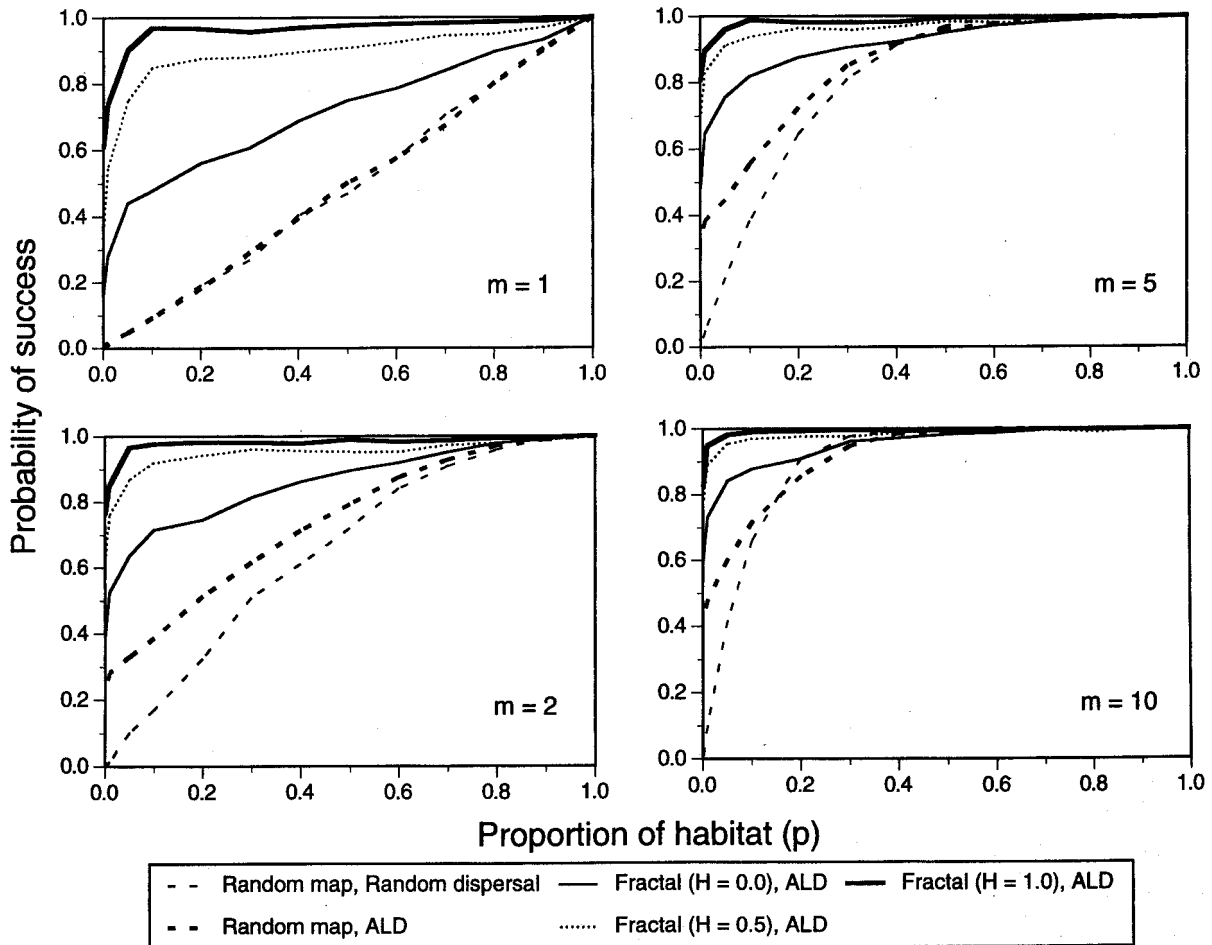 Probability of success
1.0
0.8
0.6
0.4
0.2
0.0
0.0 0.2 0.4 0.6 0.8 1.0
m = 1
1.0
0.8
0.6
0.4
0.2
0.0
0.0 0.2 0.4 0.6 0.8 1.0
m = 5
1.0
0.8
0.6
0.4
0.2
0.0
0.0 0.2 0.4 0.6 0.8 1.0
m = 2
1.0
0.8
0.6
0.4
0.2
0.0
0.0 0.2 0.4 0.6 0.8 1.0
m = 10
Proportion of habitat (p)
Random map, Random dispersal
Fractal (H = 0.0), ALD
Fractal (H = 1.0), ALD
Random map, ALD
Fractal (H = 0.5), ALD